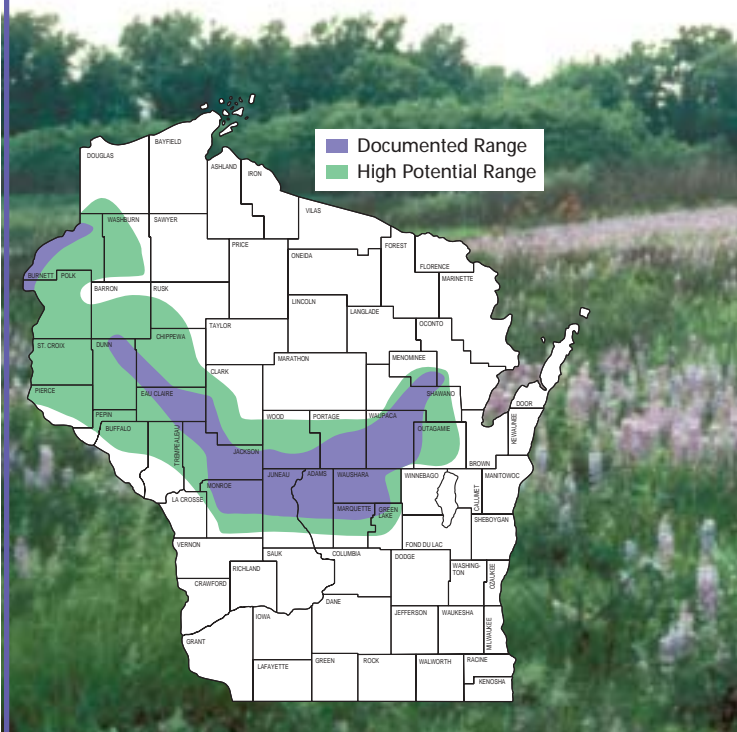 Documented Range
High Potential Range
DOUGLAS
BAYFIELD
ASHLAND
IRON
VILAS
WASHBURN
SAWYER
PRICE
ONEIDA
FOREST
FLORENCE
MARINETTE
BURNETT
POLK
BARRON
RUSK
LINCOLN
LANGLADE
OCONTO
TAYLOR
CHIPPEWA
ST. CROIX
DUNN
MARATHON
MENOMINEE
CLARK
SHAWANO
PIERCE
EAU CLAIRE
DOOR
PEPIN
BUFFALO
TREMPEALEAU
WOOD
PORTAGE
WAUPACA
OUTAGAMIE
KEWAUNEE
JACKSON
BROWN
JUNEAU
ADAMS
WAUSHARA
WINNEBAGO
CALUMET
MANITOWOC
MONROE
LA CROSSE
MARQUETTE
GREEN
LAKE
SHEBOYGAN
VERNON
FOND DU LAC
SAUK
COLUMBIA
DODGE
RICHLAND
WASHING-
TON
OZAUKEE
CRAWFORD
DANE
IOWA
JEFFERSON
WAUKESHA
MILWAUKEE
GRANT
LAFAYETTE
GREEN
ROCK
WALWORTH
RACINE
KENOSHA